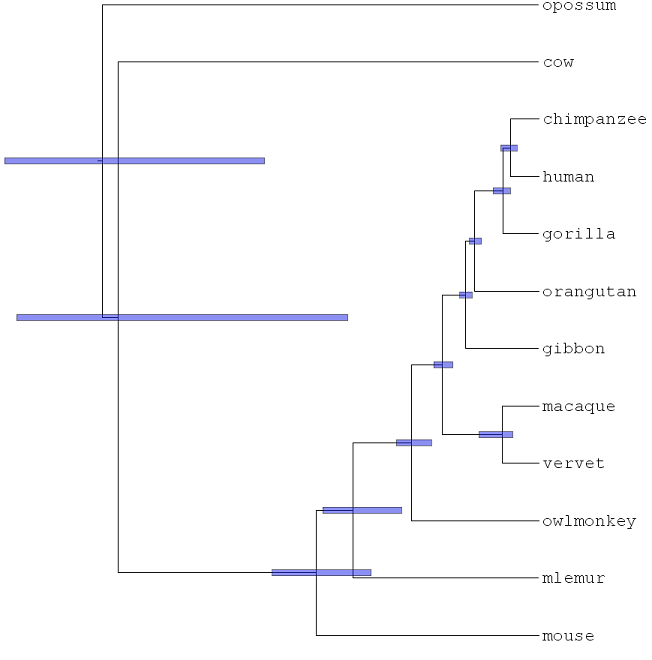 opossum
cow
chimpanzee
human
gorilla
orangutan
gibbon
macaque
vervet
owlmonkey
mlemur
mouse